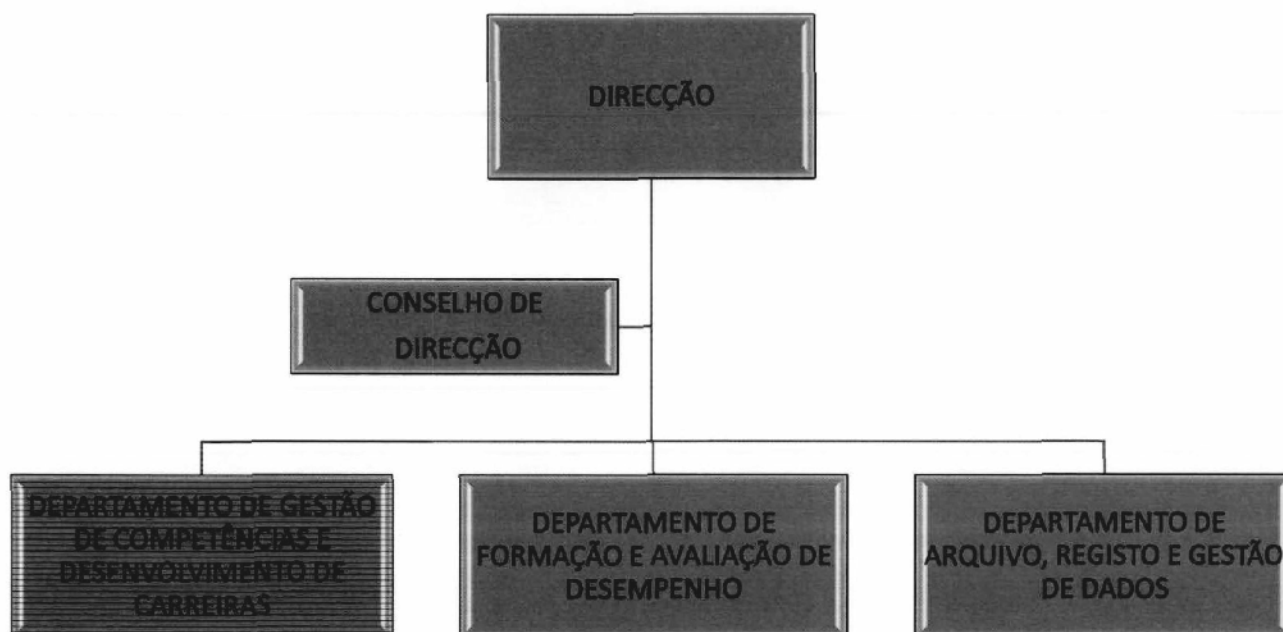 DIRECÇÃO
CONSELHO DE
DIRECÇÃO
DEPARTAMENTO DE GESTÃO
DE COMPETÊNCIAS E
DESENVOLVIMENTO DE
CARREIRAS
DEPARTAMENTO DE
FORMAÇÃO E AVALIAÇÃO DE
DESEMPENHO
DEPARTAMENTO DE
ARQUIVO, REGISTO E GESTÃO
DE DADOS